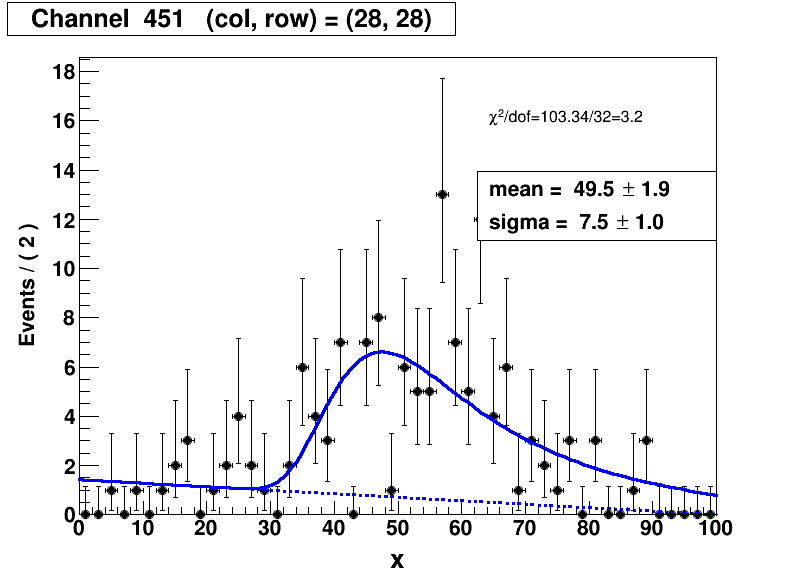 Channel 451 (col, row) = (28, 28)
χ²/dof=103.34/32=3.2
mean = 49.5 ± 1.9
sigma = 7.5 ± 1.0
Events / ( 2 )
18
16
14
12
10
8
6
4
2
0
0 10 20 30 40 50 60 70 80 90 100
x